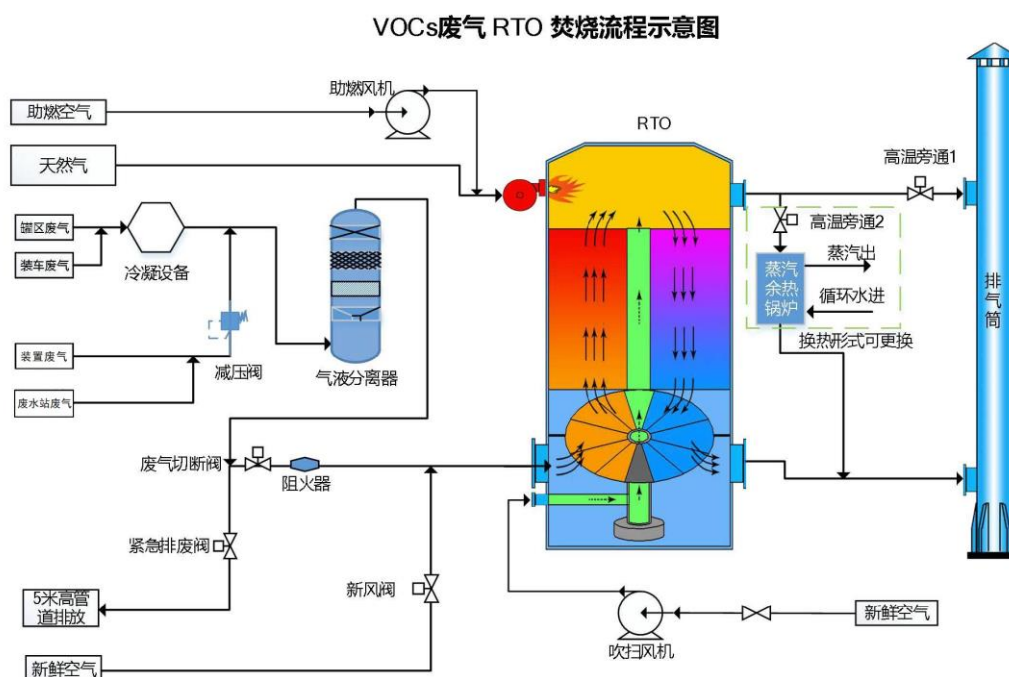 VOCs废气 RTO 焚烧流程示意图
助燃风机
助燃空气
RTO
天然气
高温旁通1
罐区废气
装车废气
冷凝设备
高温旁通2
蒸汽出
蒸汽
余热
锅炉
循环水进
排气筒
换热形式可更换
装置废气
减压阀
气液分离器
废水站废气
废气切断阀
阻火器
紧急排废阀
新风阀
5米高管
道排放
新鲜空气
吹扫风机
新鲜空气